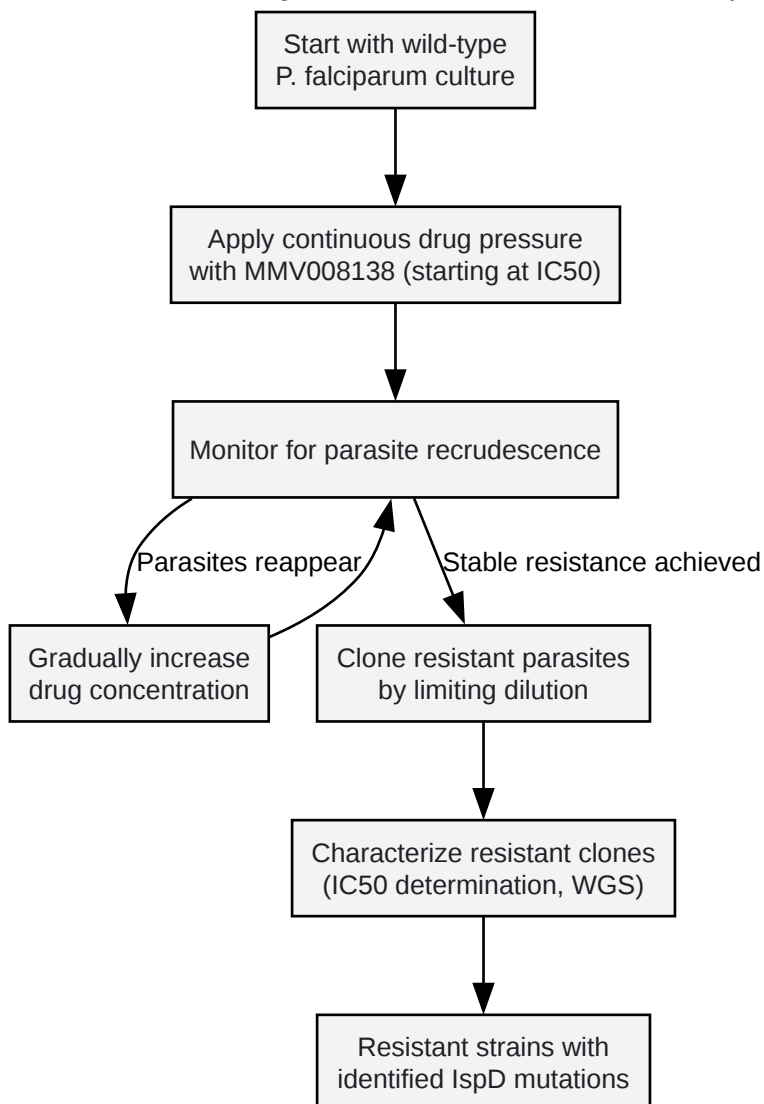 Start with wild-type
P. falciparum culture
Apply continuous drug pressure
with MMV008138 (starting at IC50)
Monitor for parasite recrudescence
Parasites reappear
Stable resistance achieved
Gradually increase
drug concentration
Clone resistant parasites
by limiting dilution
Characterize resistant clones
(IC50 determination, WGS)
Resistant strains with
identified IspD mutations